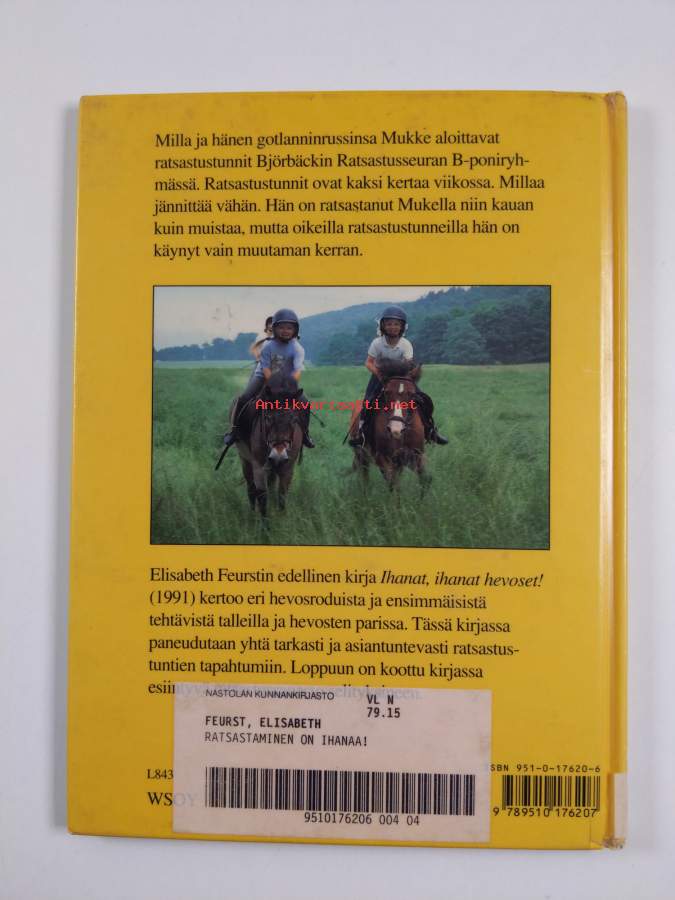 Milla ja hänen gotlanninrussinsa Mukke aloittavat
ratsastustunnit Björbäckin Ratsastusseuran B-poniryh-
mässä. Ratsastustunnit ovat kaksi kertaa viikossa. Millaa
jännittää vähän. Hän on ratsastanut Mukella niin kauan
kuin muistaa, mutta oikeilla ratsastustunneilla hän on
käynyt vain muutaman kerran.
Antikvariaatti.net
Elisabeth Feurstin edellinen kirja Ihanat, ihanat hevoset!
(1991) kertoo eri hevosroduista ja ensimmäisistä
tehtävistä talleilla ja hevosten parissa. Tässä kirjassa
paneudutaan yhtä tarkasti ja asiantuntevasti ratsastus-
tuntien tapahtumiin. Loppuun on koottu kirjassa
NASTOLAN KUNNANKIRJASTO
VL N
79.15
FEURST, ELISABETH
RATSASTAMINEN ON IHANAA!
9510176206 004 04
L843
WSOY
ISBN 951-0-17620-6
9 789510 176207